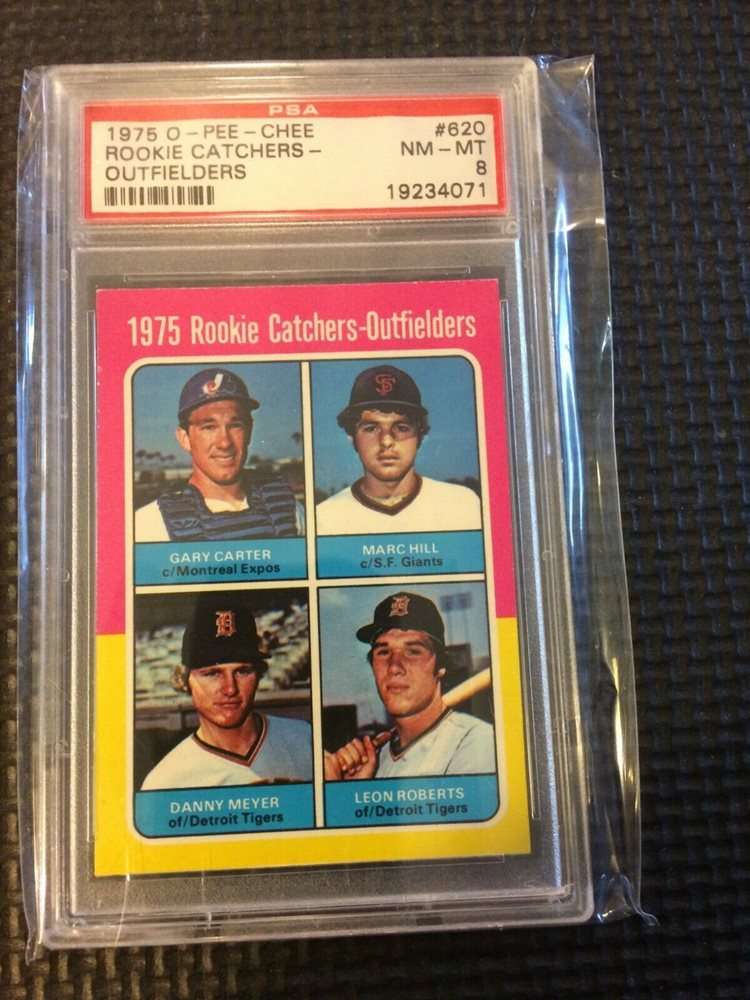 PSA
1975 O-PEE-CHEE #620
ROOKIE CATCHERS- NM-MT
OUTFIELDERS 8
19234071
1975 Rookie Catchers-Outfielders
GARY CARTER
c/Montreal Expos
MARC HILL
c/S.F. Giants
DANNY MEYER
of/Detroit Tigers
LEON ROBERTS
of/Detroit Tigers